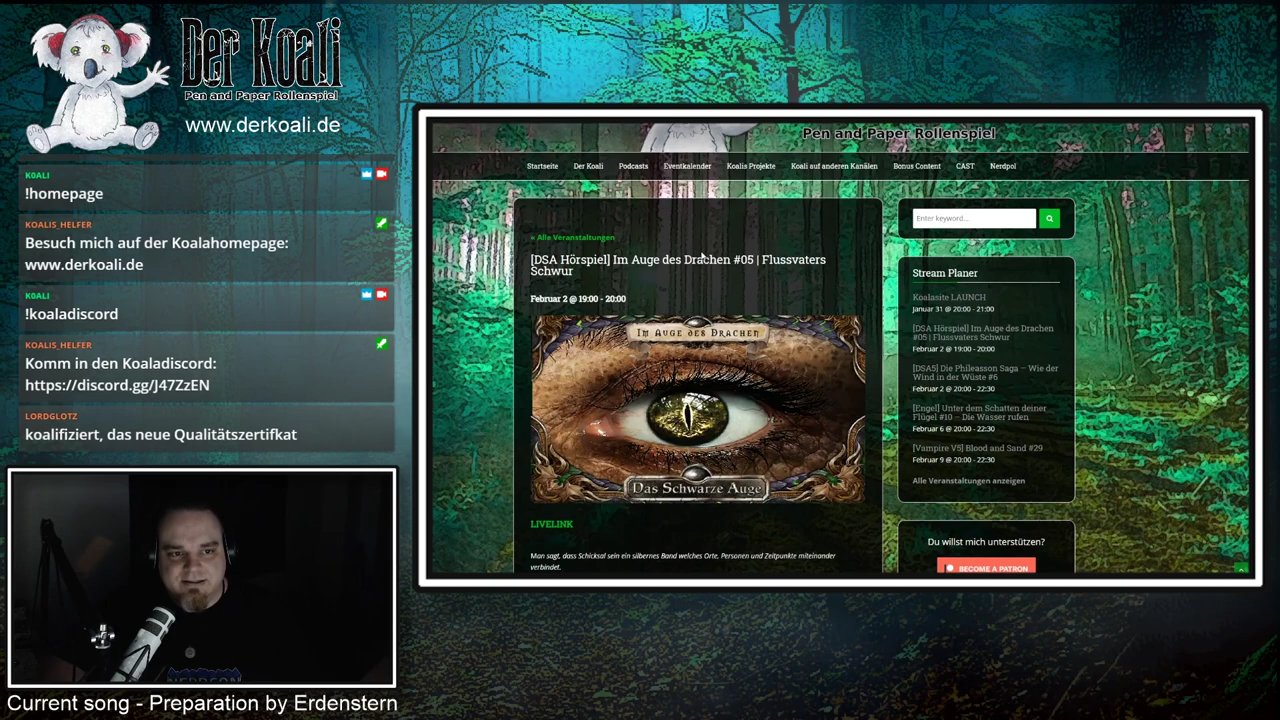 Der Koali
Pen and Paper Rollenspiel
www.derkoali.de
K0ALI
!homepage
KOALIS_HELFER
Besuch mich auf der Koalahomepage:
www.derkoali.de
K0ALI
!koaladiscord
KOALIS_HELFER
Komm in den Koaladiscord:
https://discord.gg/J47ZzEN
LORDGLOTZ
koalifiziert, das neue Qualitätszertifkat
Current song - Preparation by Erdenstern
Pen and Paper Rollenspiel
Startseite Der Koali Podcasts Eventkalender Koalis Projekte Koali auf anderen Kanälen Bonus Content CAST Nerdpol
« Alle Veranstaltungen
[DSA Hörspiel] Im Auge des Drachen #05 | Flussvaters
Schwur
Februar 2 @ 19:00 - 20:00
Im Auge des Drachen
Das Schwarze Auge
LIVELINK
Man sagt, dass Schicksal sein ein silbernes Band welches Orte, Personen und Zeitpunkte miteinander
verbindet.
Enter keyword...
Stream Planer
Koalasite LAUNCH
Januar 31 @ 20:00 - 21:00
[DSA Hörspiel] Im Auge des Drachen
#05 | Flussvaters Schwur
Februar 2 @ 19:00 - 20:00
[DSA5] Die Phileasson Saga – Wie der
Wind in der Wüste #6
Februar 2 @ 20:00 - 22:30
[Engel] Unter dem Schatten deiner
Flügel #10 – Die Wasser rufen
Februar 6 @ 20:00 - 22:30
[Vampire V5] Blood and Sand #29
Februar 9 @ 20:00 - 22:30
Alle Veranstaltungen anzeigen
Du willst mich unterstützen?
BECOME A PATRON